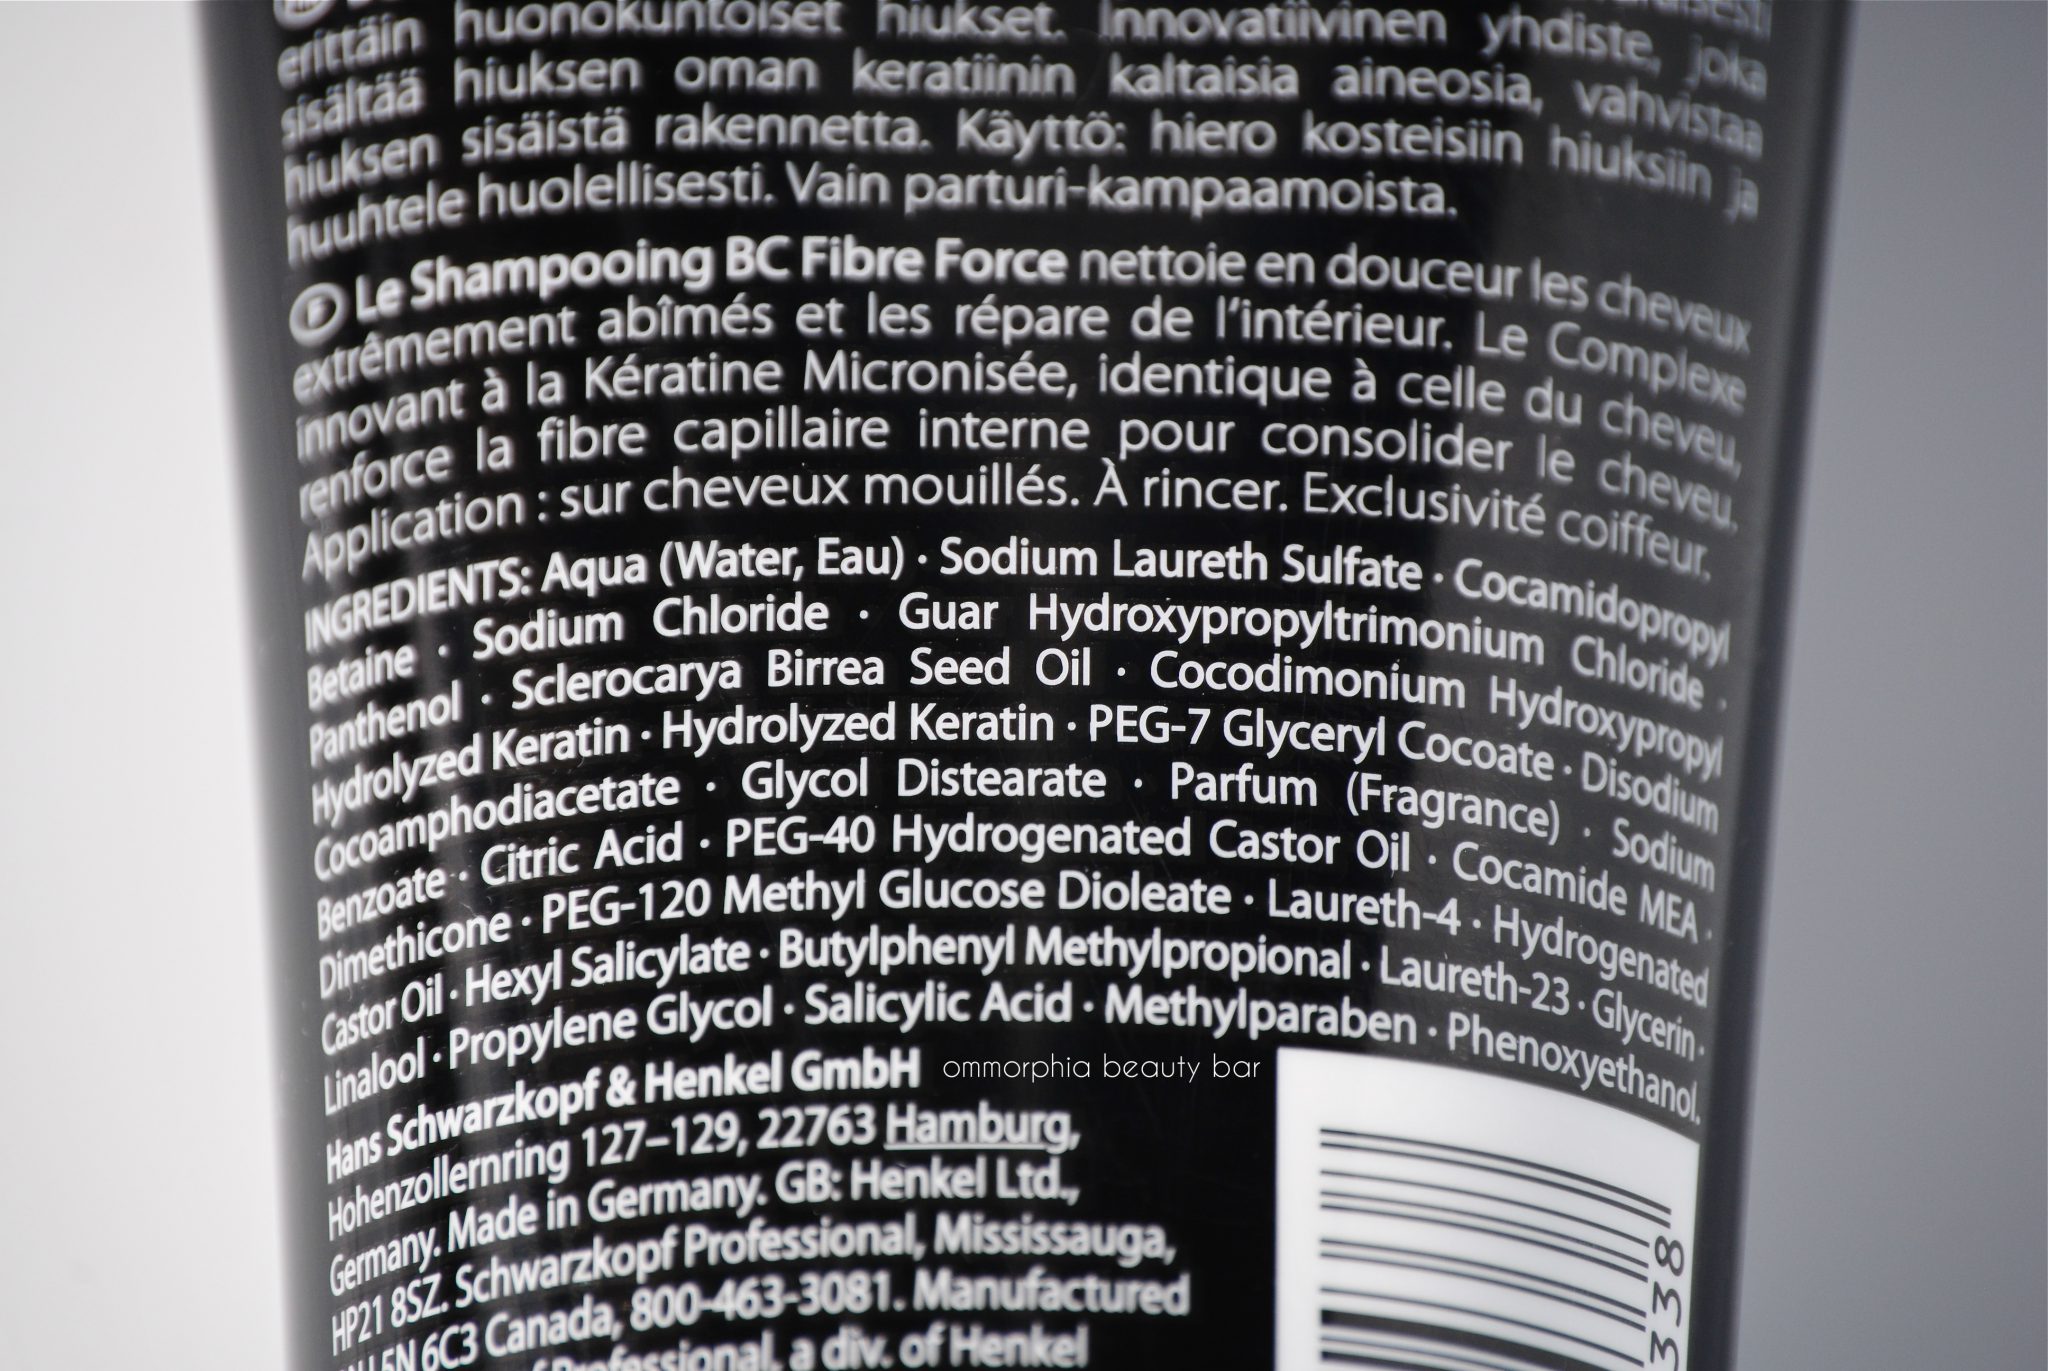 erittäin huonokuntoiset hiukset. Innovatiivinen yhdiste, joka
sisältää hiuksen oman keratiinin kaltaisia aineosia, vahvistaa
hiuksen sisäistä rakennetta. Käyttö: hiero kosteisiin hiuksiin ja
huuhtele huolellisesti. Vain parturi-kampaamoista.
F Le Shampooing BC Fibre Force nettoie en douceur les cheveux
extrêmement abîmés et les répare de l'intérieur. Le Complexe
innovant à la Kératine Micronisée, identique à celle du cheveu,
renforce la fibre capillaire interne pour consolider le cheveu.
Application : sur cheveux mouillés. À rincer. Exclusivité coiffeur.
INGREDIENTS: Aqua (Water, Eau) · Sodium Laureth Sulfate · Cocamidopropyl
Betaine · Sodium Chloride · Guar Hydroxypropyltrimonium Chloride ·
Panthenol · Sclerocarya Birrea Seed Oil · Cocodimonium Hydroxypropyl
Hydrolyzed Keratin · Hydrolyzed Keratin · PEG-7 Glyceryl Cocoate · Disodium
Cocoamphodiacetate · Glycol Distearate · Parfum (Fragrance) · Sodium
Benzoate · Citric Acid · PEG-40 Hydrogenated Castor Oil · Cocamide MEA ·
Dimethicone · PEG-120 Methyl Glucose Dioleate · Laureth-4 · Hydrogenated
Castor Oil · Hexyl Salicylate · Butylphenyl Methylpropional · Laureth-23 · Glycerin ·
Linalool · Propylene Glycol · Salicylic Acid · Methylparaben · Phenoxyethanol.
Hans Schwarzkopf & Henkel GmbH
ommorphia beauty bar
Hohenzollernring 127–129, 22763 Hamburg,
Germany. Made in Germany. GB: Henkel Ltd.,
HP21 8SZ. Schwarzkopf Professional, Mississauga,
6C3 Canada, 800-463-3081. Manufactured
Professional, a div. of Henkel
338